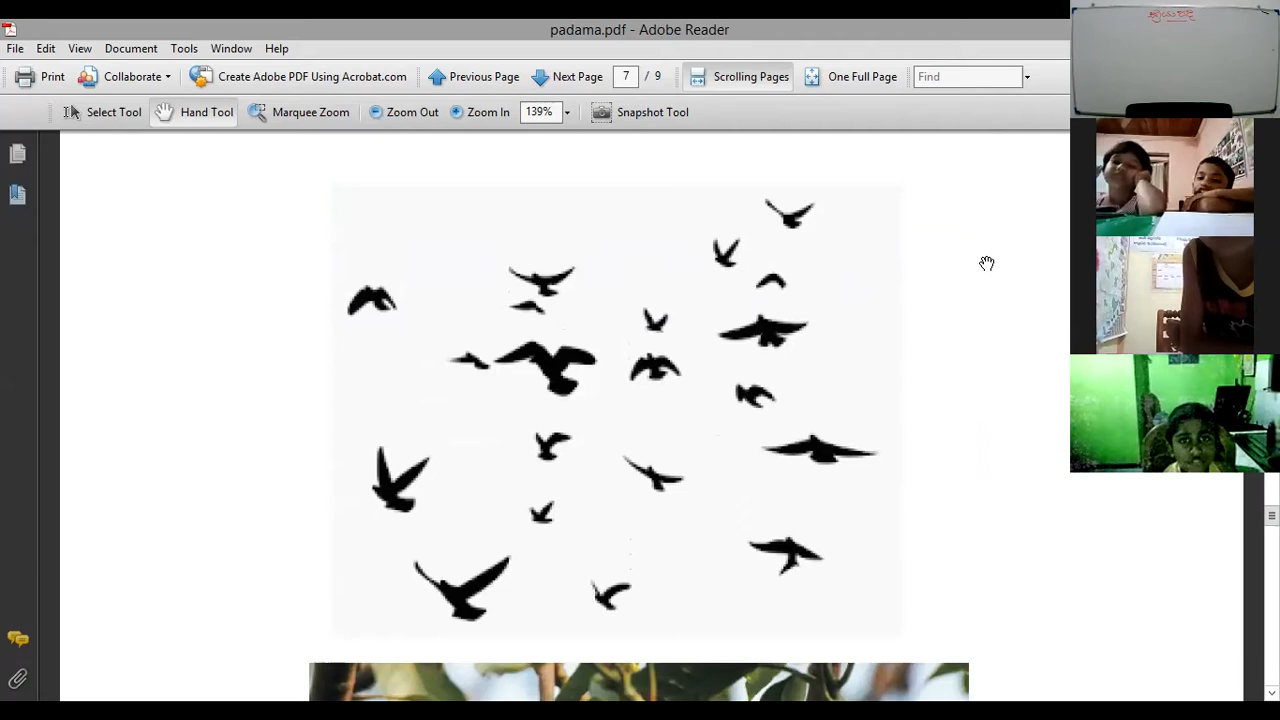 padama.pdf - Adobe Reader
File Edit View Document Tools Window Help
Print Collaborate Create Adobe PDF Using Acrobat.com Previous Page Next Page 7 / 9 Scrolling Pages One Full Page Find
Select Tool Hand Tool Marquee Zoom Zoom Out Zoom In 139% Snapshot Tool